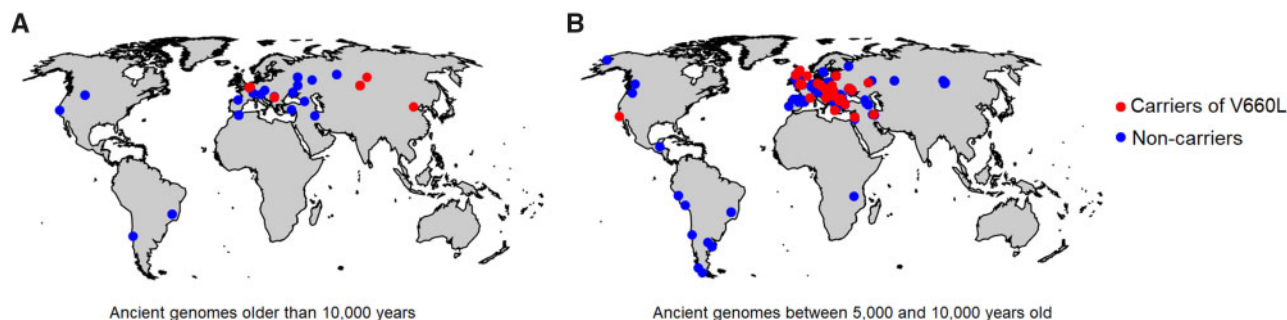 A
B
Carriers of V660L
Non-carriers
Ancient genomes older than 10,000 years
Ancient genomes between 5,000 and 10,000 years old